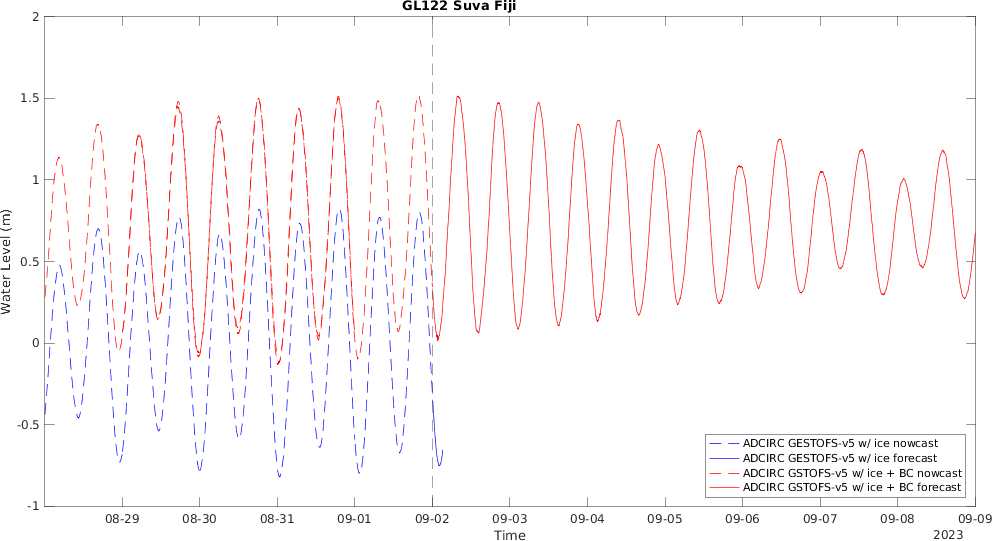 GL122 Suva Fiji
2
1.5
1
0.5
0
-0.5
-1
Water Level (m)
ADCIRC GESTOFS-v5 w/ ice nowcast
ADCIRC GESTOFS-v5 w/ ice forecast
ADCIRC GSTOFS-v5 w/ ice + BC nowcast
ADCIRC GSTOFS-v5 w/ ice + BC forecast
08-29 08-30 08-31 09-01 09-02 09-03 09-04 09-05 09-06 09-07 09-08 09-09
Time
2023